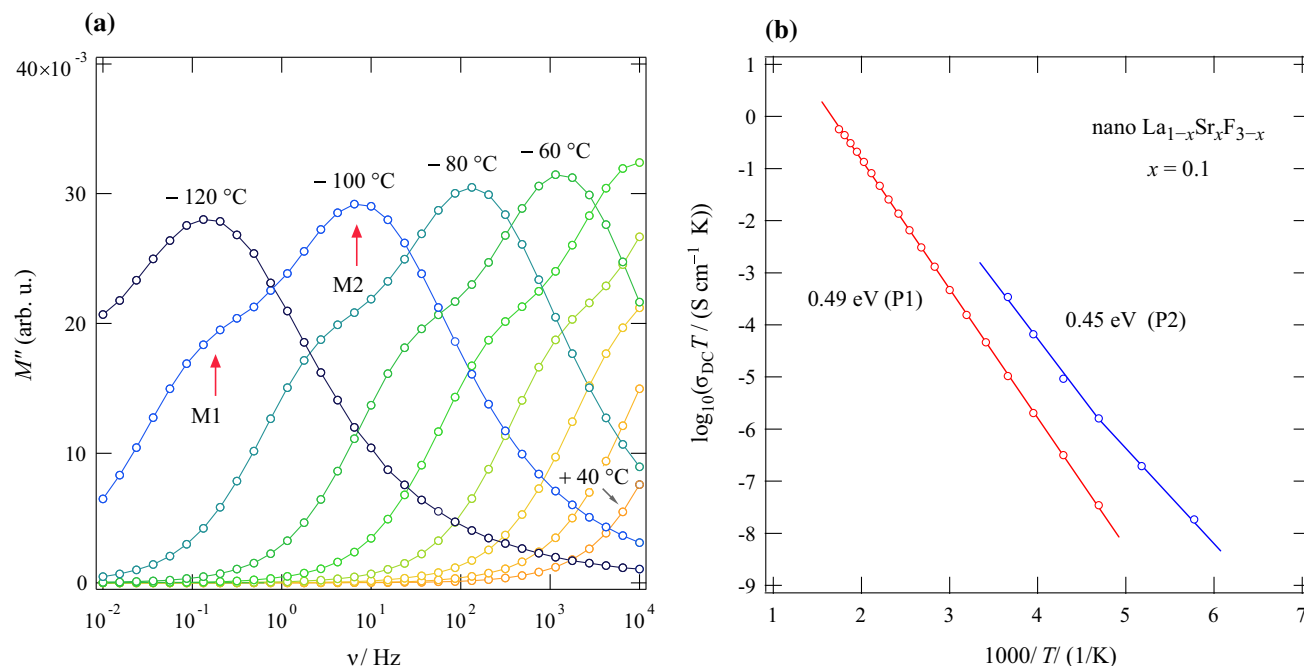 (a)
40×10⁻³
30
20
10
0
M″ (arb. u.)
− 120 °C
− 100 °C
− 80 °C
− 60 °C
+ 40 °C
M1
M2
10⁻² 10⁻¹ 10⁰ 10¹ 10² 10³ 10⁴
ν/ Hz
(b)
1
0
-1
-2
-3
-4
-5
-6
-7
-8
-9
log₁₀(σ_DC T / (S cm⁻¹ K)
nano La₁₋ₓSrₓF₃₋ₓ
x = 0.1
0.49 eV (P1)
0.45 eV (P2)
1 2 3 4 5 6 7
1000/ T/ (1/K)